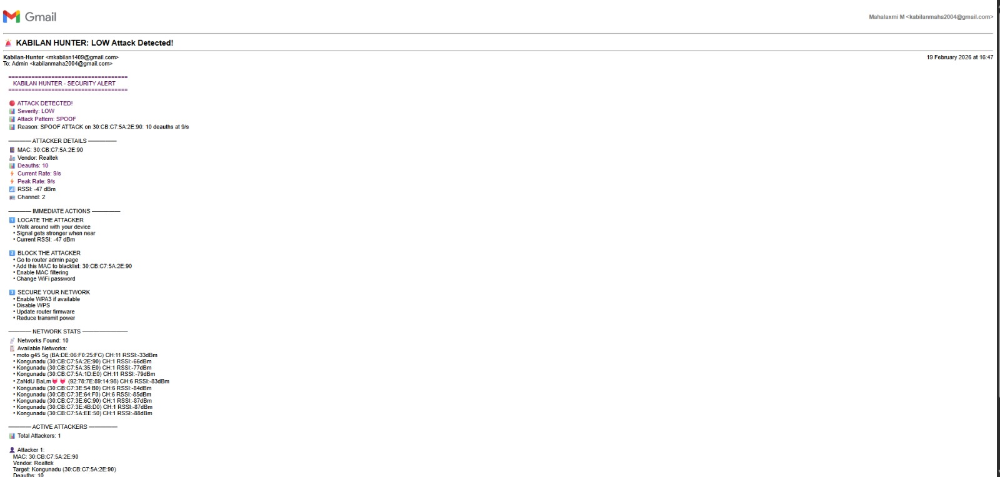 Gmail
Mahalaxmi M <kabilanmaha2004@gmail.com>
🚨 KABILAN HUNTER: LOW Attack Detected!
Kabilan-Hunter <mkabilan1409@gmail.com>
19 February 2026 at 16:47
To: Admin <kabilanmaha2004@gmail.com>
====================================
KABILAN HUNTER - SECURITY ALERT
====================================
🔴 ATTACK DETECTED!
📊 Severity: LOW
📊 Attack Pattern: SPOOF
📊 Reason: SPOOF ATTACK on 30:CB:C7:5A:2E:90: 10 deauths at 9/s
———— ATTACKER DETAILS —————
MAC: 30:CB:C7:5A:2E:90
🏭 Vendor: Realtek
📊 Deauths: 10
⚡ Current Rate: 9/s
⚡ Peak Rate: 9/s
📶 RSSI: -47 dBm
📻 Channel: 2
———— IMMEDIATE ACTIONS —————
1️⃣ LOCATE THE ATTACKER
• Walk around with your device
• Signal gets stronger when near
• Current RSSI: -47 dBm
2️⃣ BLOCK THE ATTACKER
• Go to router admin page
• Add this MAC to blacklist: 30:CB:C7:5A:2E:90
• Enable MAC filtering
• Change WiFi password
3️⃣ SECURE YOUR NETWORK
• Enable WPA3 if available
• Disable WPS
• Update router firmware
• Reduce transmit power
———— NETWORK STATS ————————
📡 Networks Found: 10
📋 Available Networks:
• moto g45 5g (BA:DE:06:F0:25:FC) CH:11 RSSI:-33dBm
• Kongunadu (30:CB:C7:5A:2E:90) CH:1 RSSI:-66dBm
• Kongunadu (30:CB:C7:5A:35:E0) CH:1 RSSI:-77dBm
• Kongunadu (30:CB:C7:5A:1D:E0) CH:11 RSSI:-79dBm
• ZaNdU BaLm💓 💓 (92:78:7E:89:14:98) CH:6 RSSI:-83dBm
• Kongunadu (30:CB:C7:3E:54:B0) CH:6 RSSI:-84dBm
• Kongunadu (30:CB:C7:3E:64:F0) CH:6 RSSI:-85dBm
• Kongunadu (30:CB:C7:3E:6C:90) CH:1 RSSI:-87dBm
• Kongunadu (30:CB:C7:3E:4B:D0) CH:1 RSSI:-87dBm
• Kongunadu (30:CB:C7:5A:EE:50) CH:1 RSSI:-88dBm
———— ACTIVE ATTACKERS —————
📊 Total Attackers: 1
👤 Attacker 1:
MAC: 30:CB:C7:5A:2E:90
Vendor: Realtek
Target: Kongunadu (30:CB:C7:5A:2E:90)
Deauths: 10